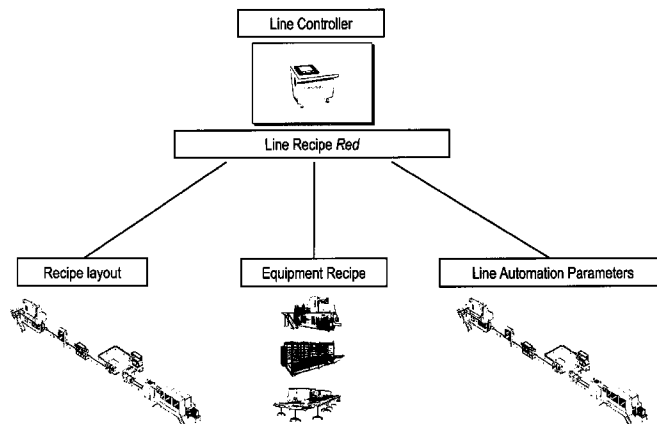 Line Controller
Line Recipe Red
Recipe layout
Equipment Recipe
Line Automation Parameters